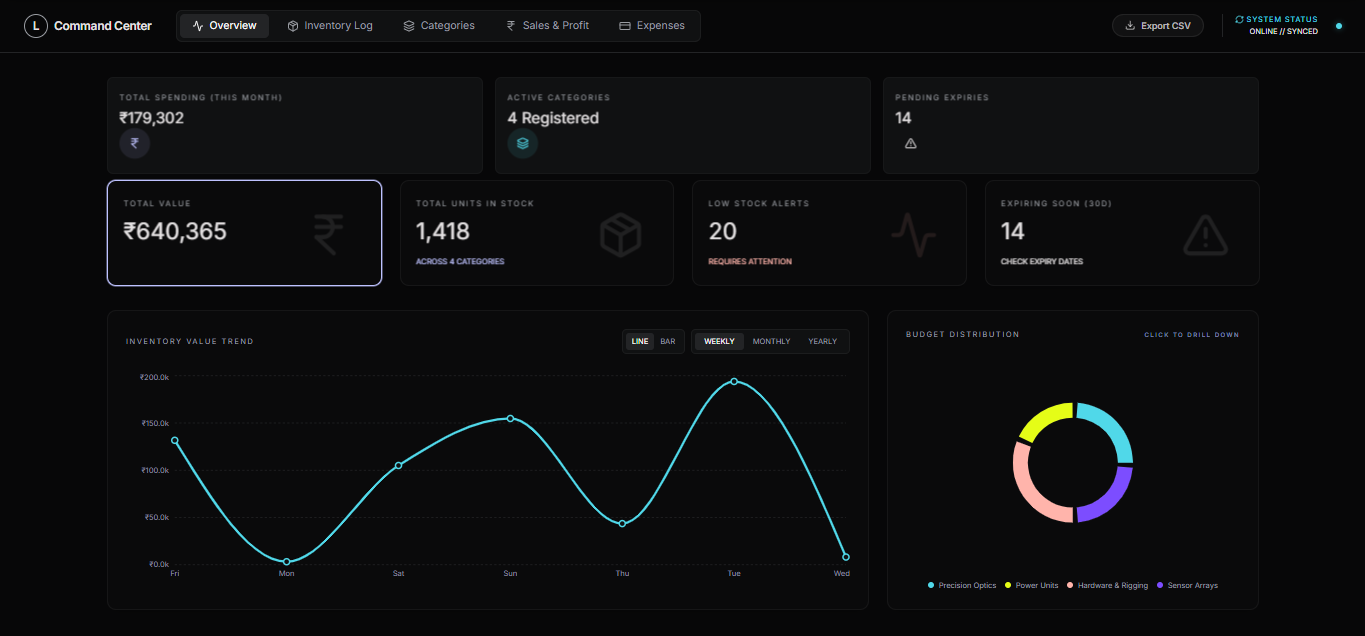 L Command Center
Overview
Inventory Log
Categories
₹ Sales & Profit
Expenses
Export CSV
SYSTEM STATUS
ONLINE // SYNCED
TOTAL SPENDING (THIS MONTH)
₹179,302
₹
ACTIVE CATEGORIES
4 Registered
PENDING EXPIRIES
14
TOTAL VALUE
₹640,365
₹
TOTAL UNITS IN STOCK
1,418
ACROSS 4 CATEGORIES
LOW STOCK ALERTS
20
REQUIRES ATTENTION
EXPIRING SOON (30D)
14
CHECK EXPIRY DATES
INVENTORY VALUE TREND
LINE BAR
WEEKLY MONTHLY YEARLY
₹200.0k
₹150.0k
₹100.0k
₹50.0k
₹0.0k
Fri Mon Sat Sun Thu Tue Wed
BUDGET DISTRIBUTION
CLICK TO DRILL DOWN
Precision Optics Power Units Hardware & Rigging Sensor Arrays